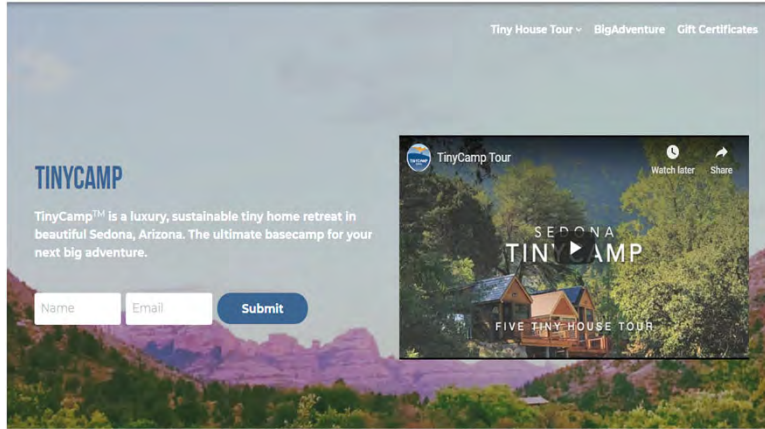 Tiny House Tour BigAdventure Gift Certificates
TINYCAMP
TinyCamp™ is a luxury, sustainable tiny home retreat in
beautiful Sedona, Arizona. The ultimate basecamp for your
next big adventure.
Name Email Submit
TinyCamp Tour
Watch later Share
SEDONA
TINYCAMP
FIVE TINY HOUSE TOUR